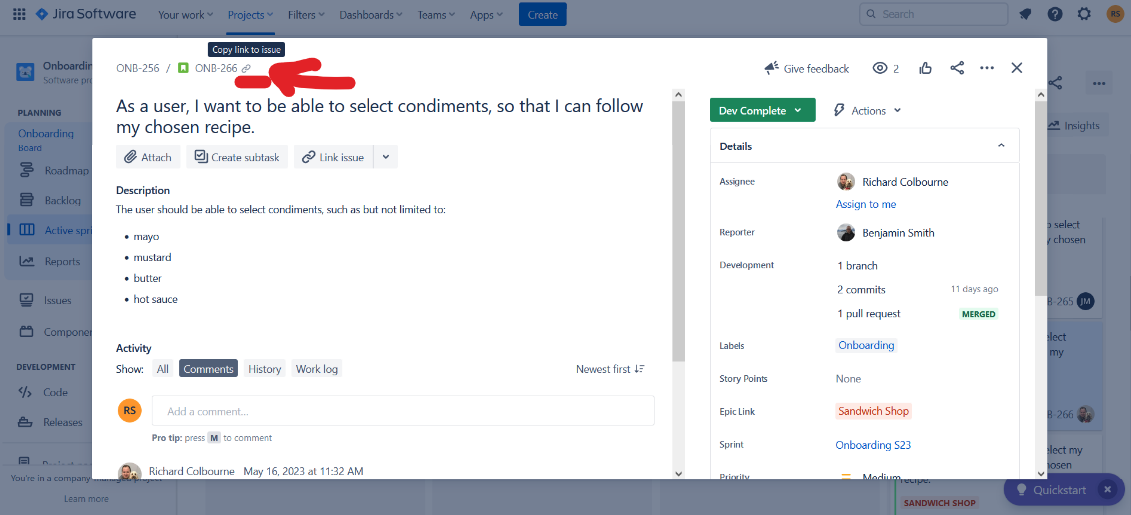 Jira Software Your work Projects Filters Dashboards Teams Apps Create Search RS
Copy link to issue
Onboarding
Software pro
PLANNING
Onboarding
Board
Roadmap
Backlog
Active spri
Reports
Issues
Componen
DEVELOPMENT
Code
Releases
You're in a company-managed project
Learn more
ONB-256 / ONB-266
Give feedback 2
As a user, I want to be able to select condiments, so that I can follow
my chosen recipe.
Attach Create subtask Link issue
Description
The user should be able to select condiments, such as but not limited to:
• mayo
• mustard
• butter
• hot sauce
Activity
Show: All Comments History Work log Newest first
RS Add a comment...
Pro tip: press M to comment
Richard Colbourne May 16, 2023 at 11:32 AM
Dev Complete Actions
Details
Assignee Richard Colbourne
Assign to me
Reporter Benjamin Smith
Development 1 branch
2 commits 11 days ago
1 pull request MERGED
Labels Onboarding
Story Points None
Epic Link Sandwich Shop
Sprint Onboarding S23
Priority Medium
Insights
to select
y chosen
B-265 JM
elect
my
B-266
select my
hosen
recipe.
SANDWICH SHOP
Quickstart